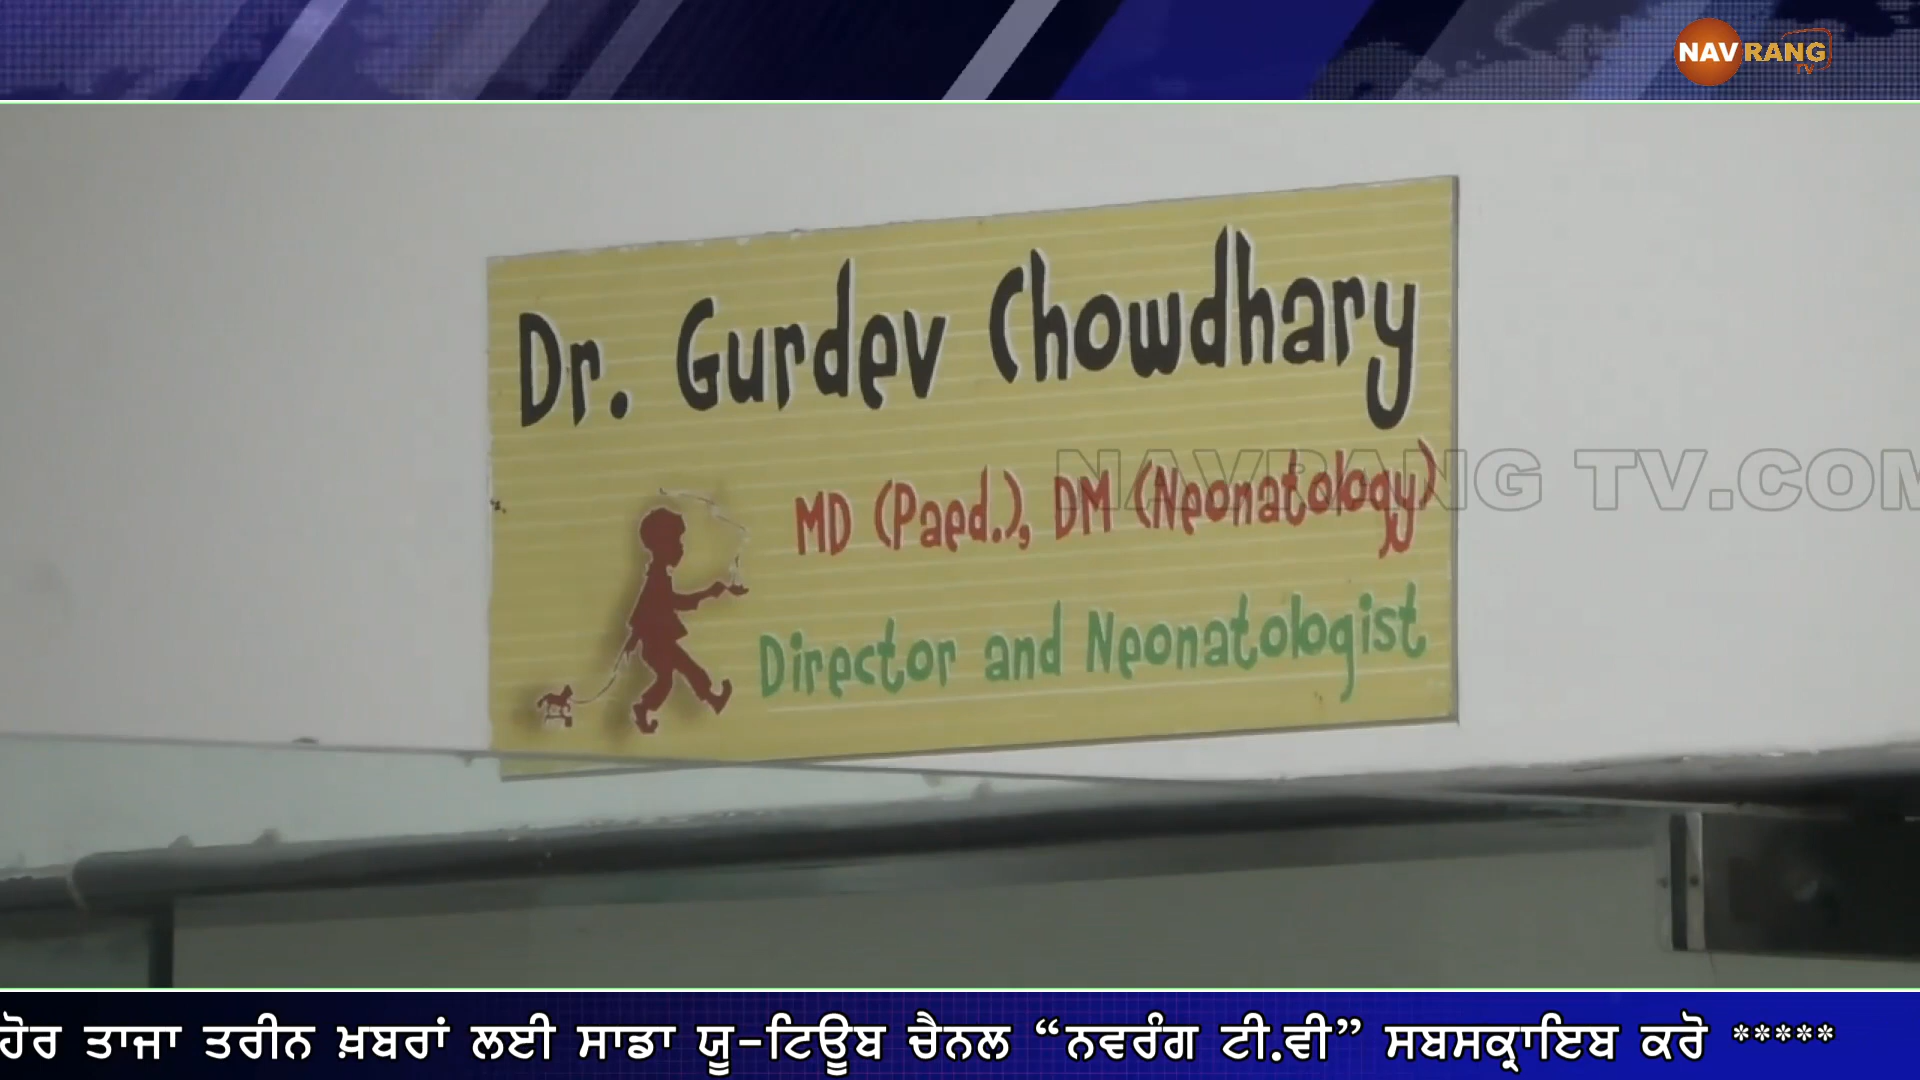 NAVRANG TV
Dr. Gurdev Chowdhary
MD (Paed.), DM (Neonatology)
NAVRANG TV.COM
Director and Neonatologist
ਹੋਰ ਤਾਜਾ ਤਰੀਨ ਖ਼ਬਰਾਂ ਲਈ ਸਾਡਾ ਯੂ-ਟਿਊਬ ਚੈਨਲ “ਨਵਰੰਗ ਟੀ.ਵੀ” ਸਬਸਕ੍ਰਾਇਬ ਕਰੋ *****